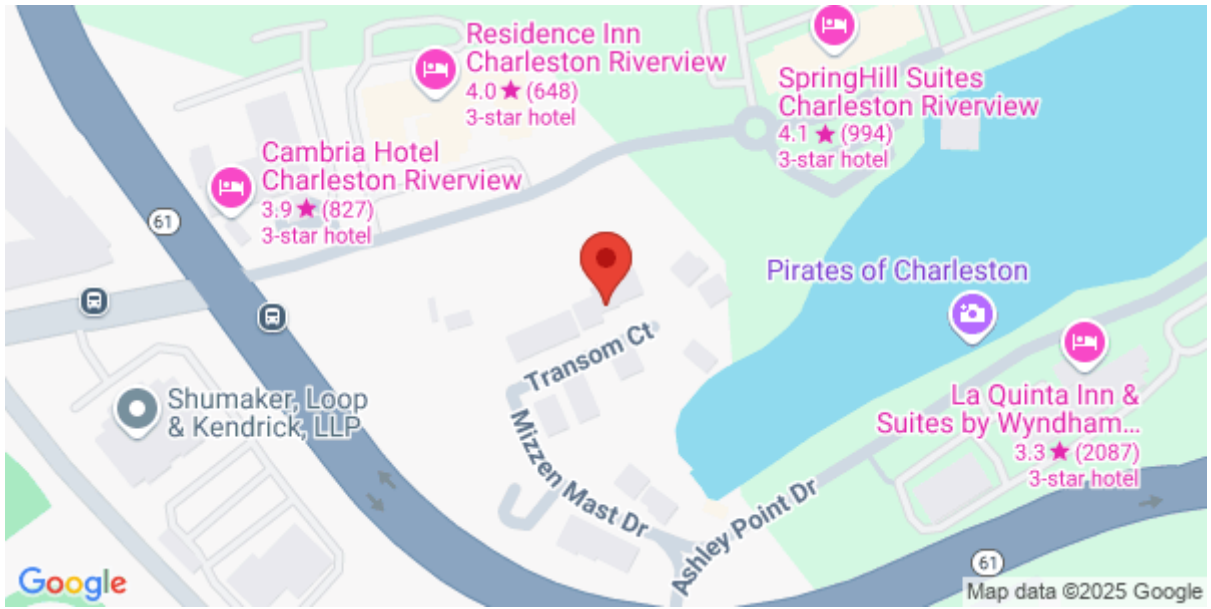 Residence Inn
Charleston Riverview
4.0 ★ (648)
3-star hotel
SpringHill Suites
Charleston Riverview
4.1 ★ (994)
3-star hotel
Cambria Hotel
Charleston Riverview
3.9 ★ (827)
3-star hotel
61
Pirates of Charleston
Transom Ct
Shumaker, Loop
& Kendrick, LLP
La Quinta Inn &
Suites by Wyndham...
3.3 ★ (2087)
3-star hotel
Mizzen Mast Dr
Ashley Point Dr
61
Google
Map data ©2025 Google